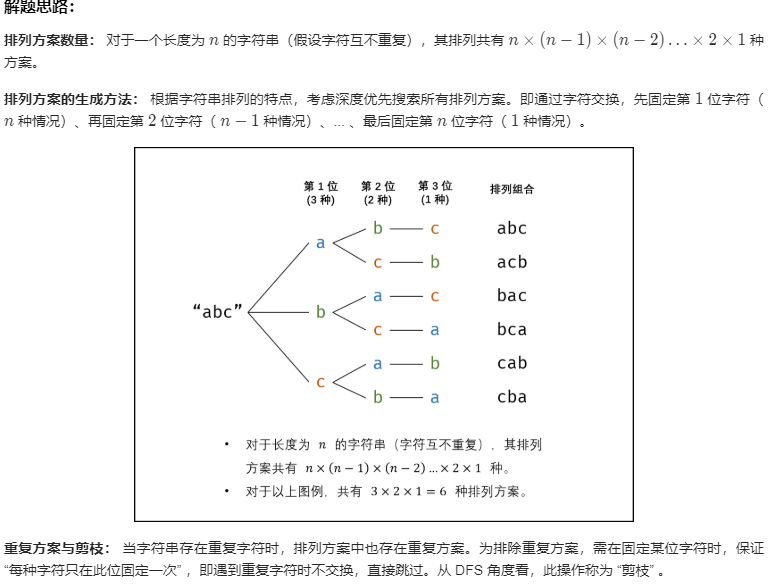 解题思路：
排列方案数量： 对于一个长度为 n 的字符串（假设字符互不重复），其排列共有 n × (n − 1) × (n − 2) . . . × 2 × 1 种
方案。
排列方案的生成方法： 根据字符串排列的特点，考虑深度优先搜索所有排列方案。即通过字符交换，先固定第 1 位字符（
n 种情况）、再固定第 2 位字符（ n − 1 种情况）、... 、最后固定第 n 位字符（ 1 种情况）。
第 1 位 第 2 位 第 3 位 排列组合
(3 种) (2 种) (1 种)
b c abc
a
c b acb
a c bac
“abc” b
c a bca
a b cab
c
b a cba
• 对于长度为 n 的字符串（字符互不重复），其排列
方案共有 n × (n − 1) × (n − 2) ... × 2 × 1 种。
• 对于以上图例，共有 3 × 2 × 1 = 6 种排列方案。
重复方案与剪枝： 当字符串存在重复字符时，排列方案中也存在重复方案。为排除重复方案，需在固定某位字符时，保证
“每种字符只在此位固定一次” ，即遇到重复字符时不交换，直接跳过。从 DFS 角度看，此操作称为 “剪枝” 。